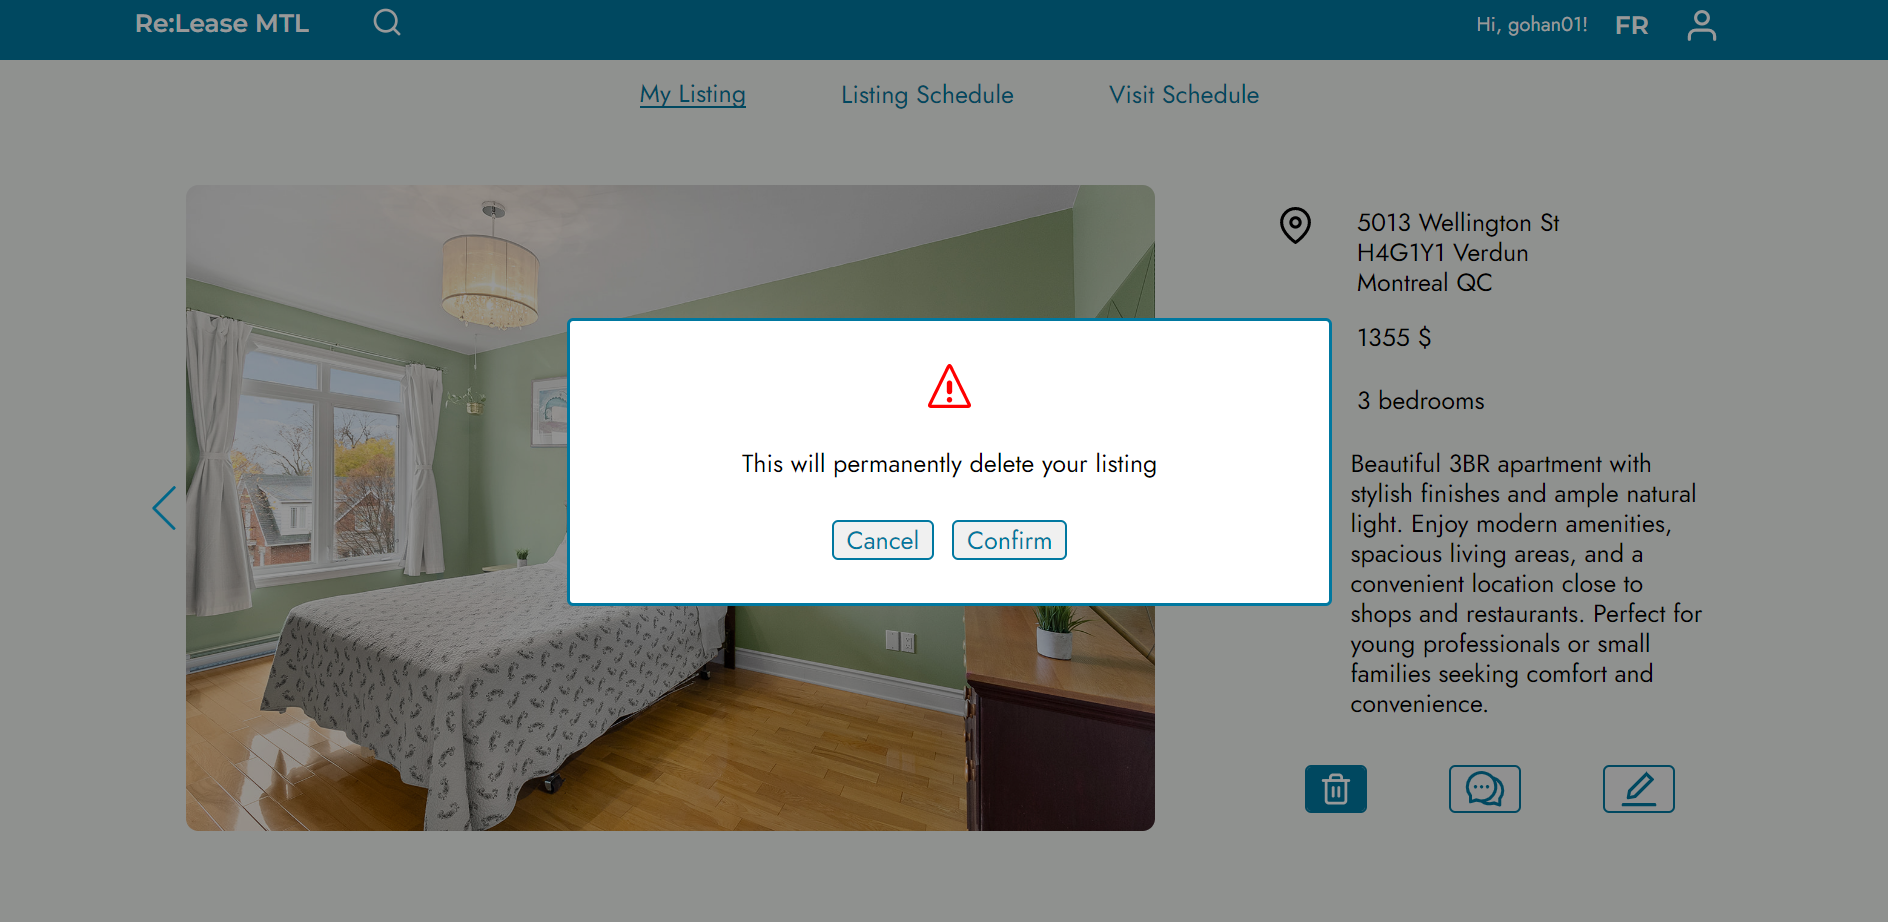 Re:Lease MTL
Hi, gohan01!
FR
My Listing
Listing Schedule
Visit Schedule
5013 Wellington St
H4G1Y1 Verdun
Montreal QC
1355 $
3 bedrooms
Beautiful 3BR apartment with
stylish finishes and ample natural
light. Enjoy modern amenities,
spacious living areas, and a
convenient location close to
shops and restaurants. Perfect for
young professionals or small
families seeking comfort and
convenience.
This will permanently delete your listing
Cancel
Confirm